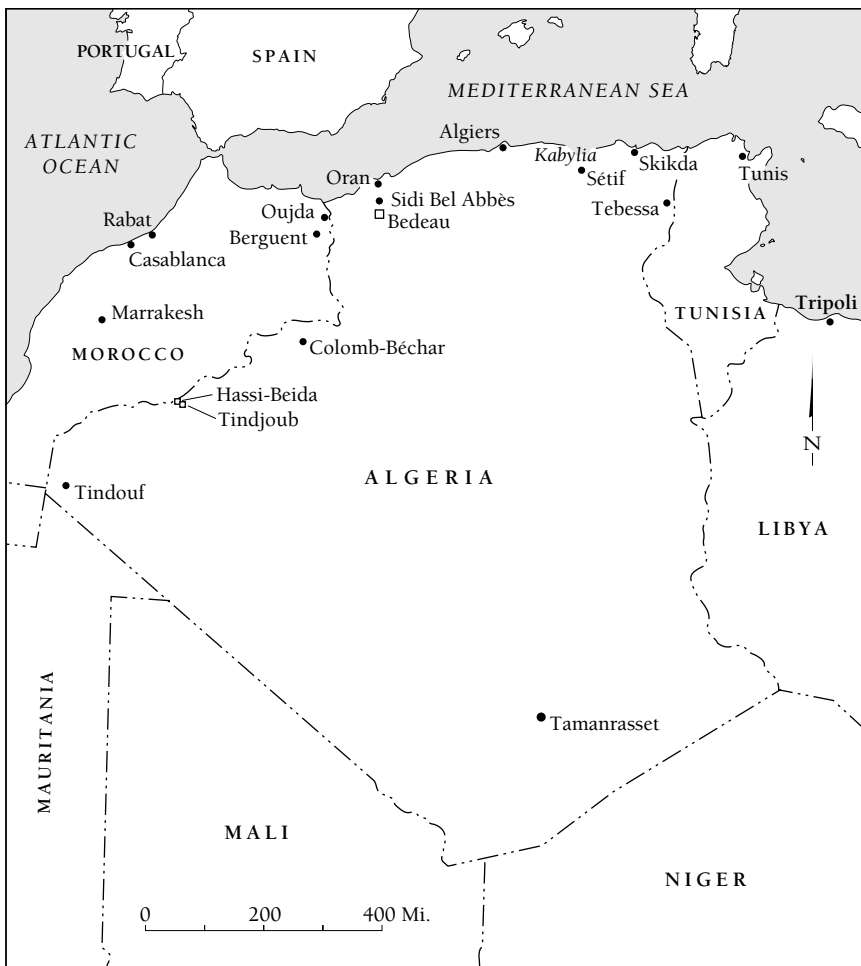 PORTUGAL
SPAIN
MEDITERRANEAN SEA
ATLANTIC
OCEAN
Algiers
Kabylia
Skikda
Tunis
Sétif
Oran
Sidi Bel Abbès
Bedeau
Tebessa
Oujda
Berguent
Rabat
Casablanca
Marrakesh
MOROCCO
Colomb-Béchar
TUNISIA
Tripoli
Hassi-Beida
Tindjoub
N
ALGERIA
Tindouf
LIBYA
MAURITANIA
Tamanrasset
MALI
NIGER
0 200 400 Mi.